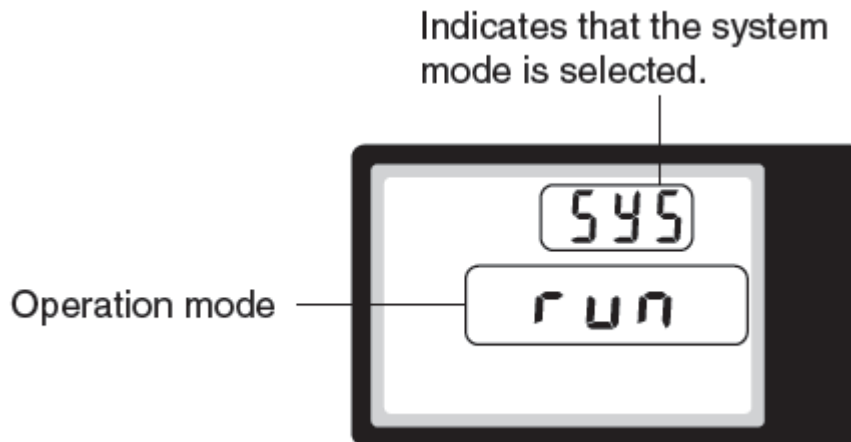 Indicates that the system
mode is selected.
SYS
Operation mode
run